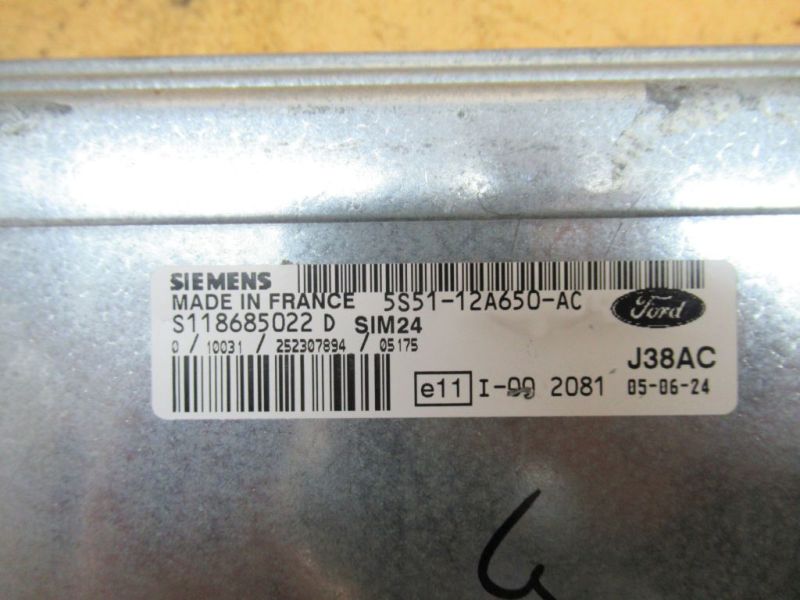 SIEMENS
MADE IN FRANCE 5S51-12A650-AC
S118685022 D SIM24
0 / 10031 / 252307894 / 05175
Ford
J38AC
e11 I-00 2081 05-06-24